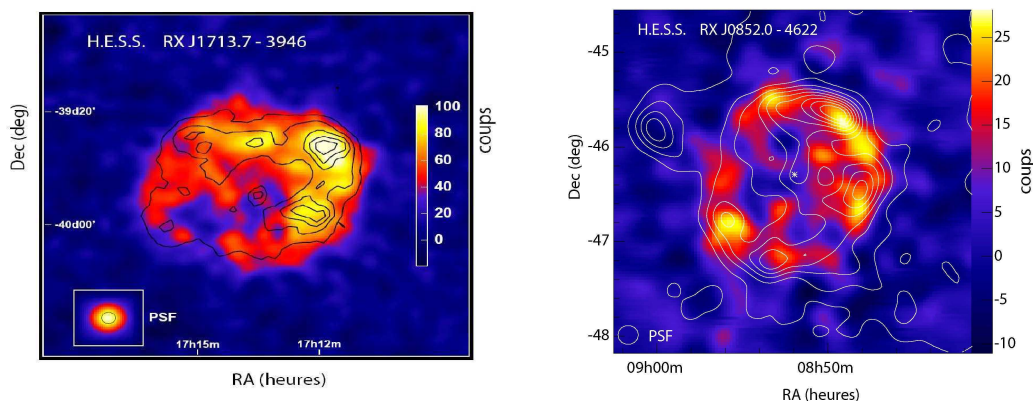 H.E.S.S. RX J1713.7 - 3946
-39d20'
-40d00'
Dec (deg)
100
80
60
40
20
0
coups
PSF
17h15m
17h12m
RA (heures)
H.E.S.S. RX J0852.0 - 4622
-45
-46
-47
-48
Dec (deg)
25
20
15
10
5
0
-5
-10
coups
PSF
09h00m
08h50m
RA (heures)